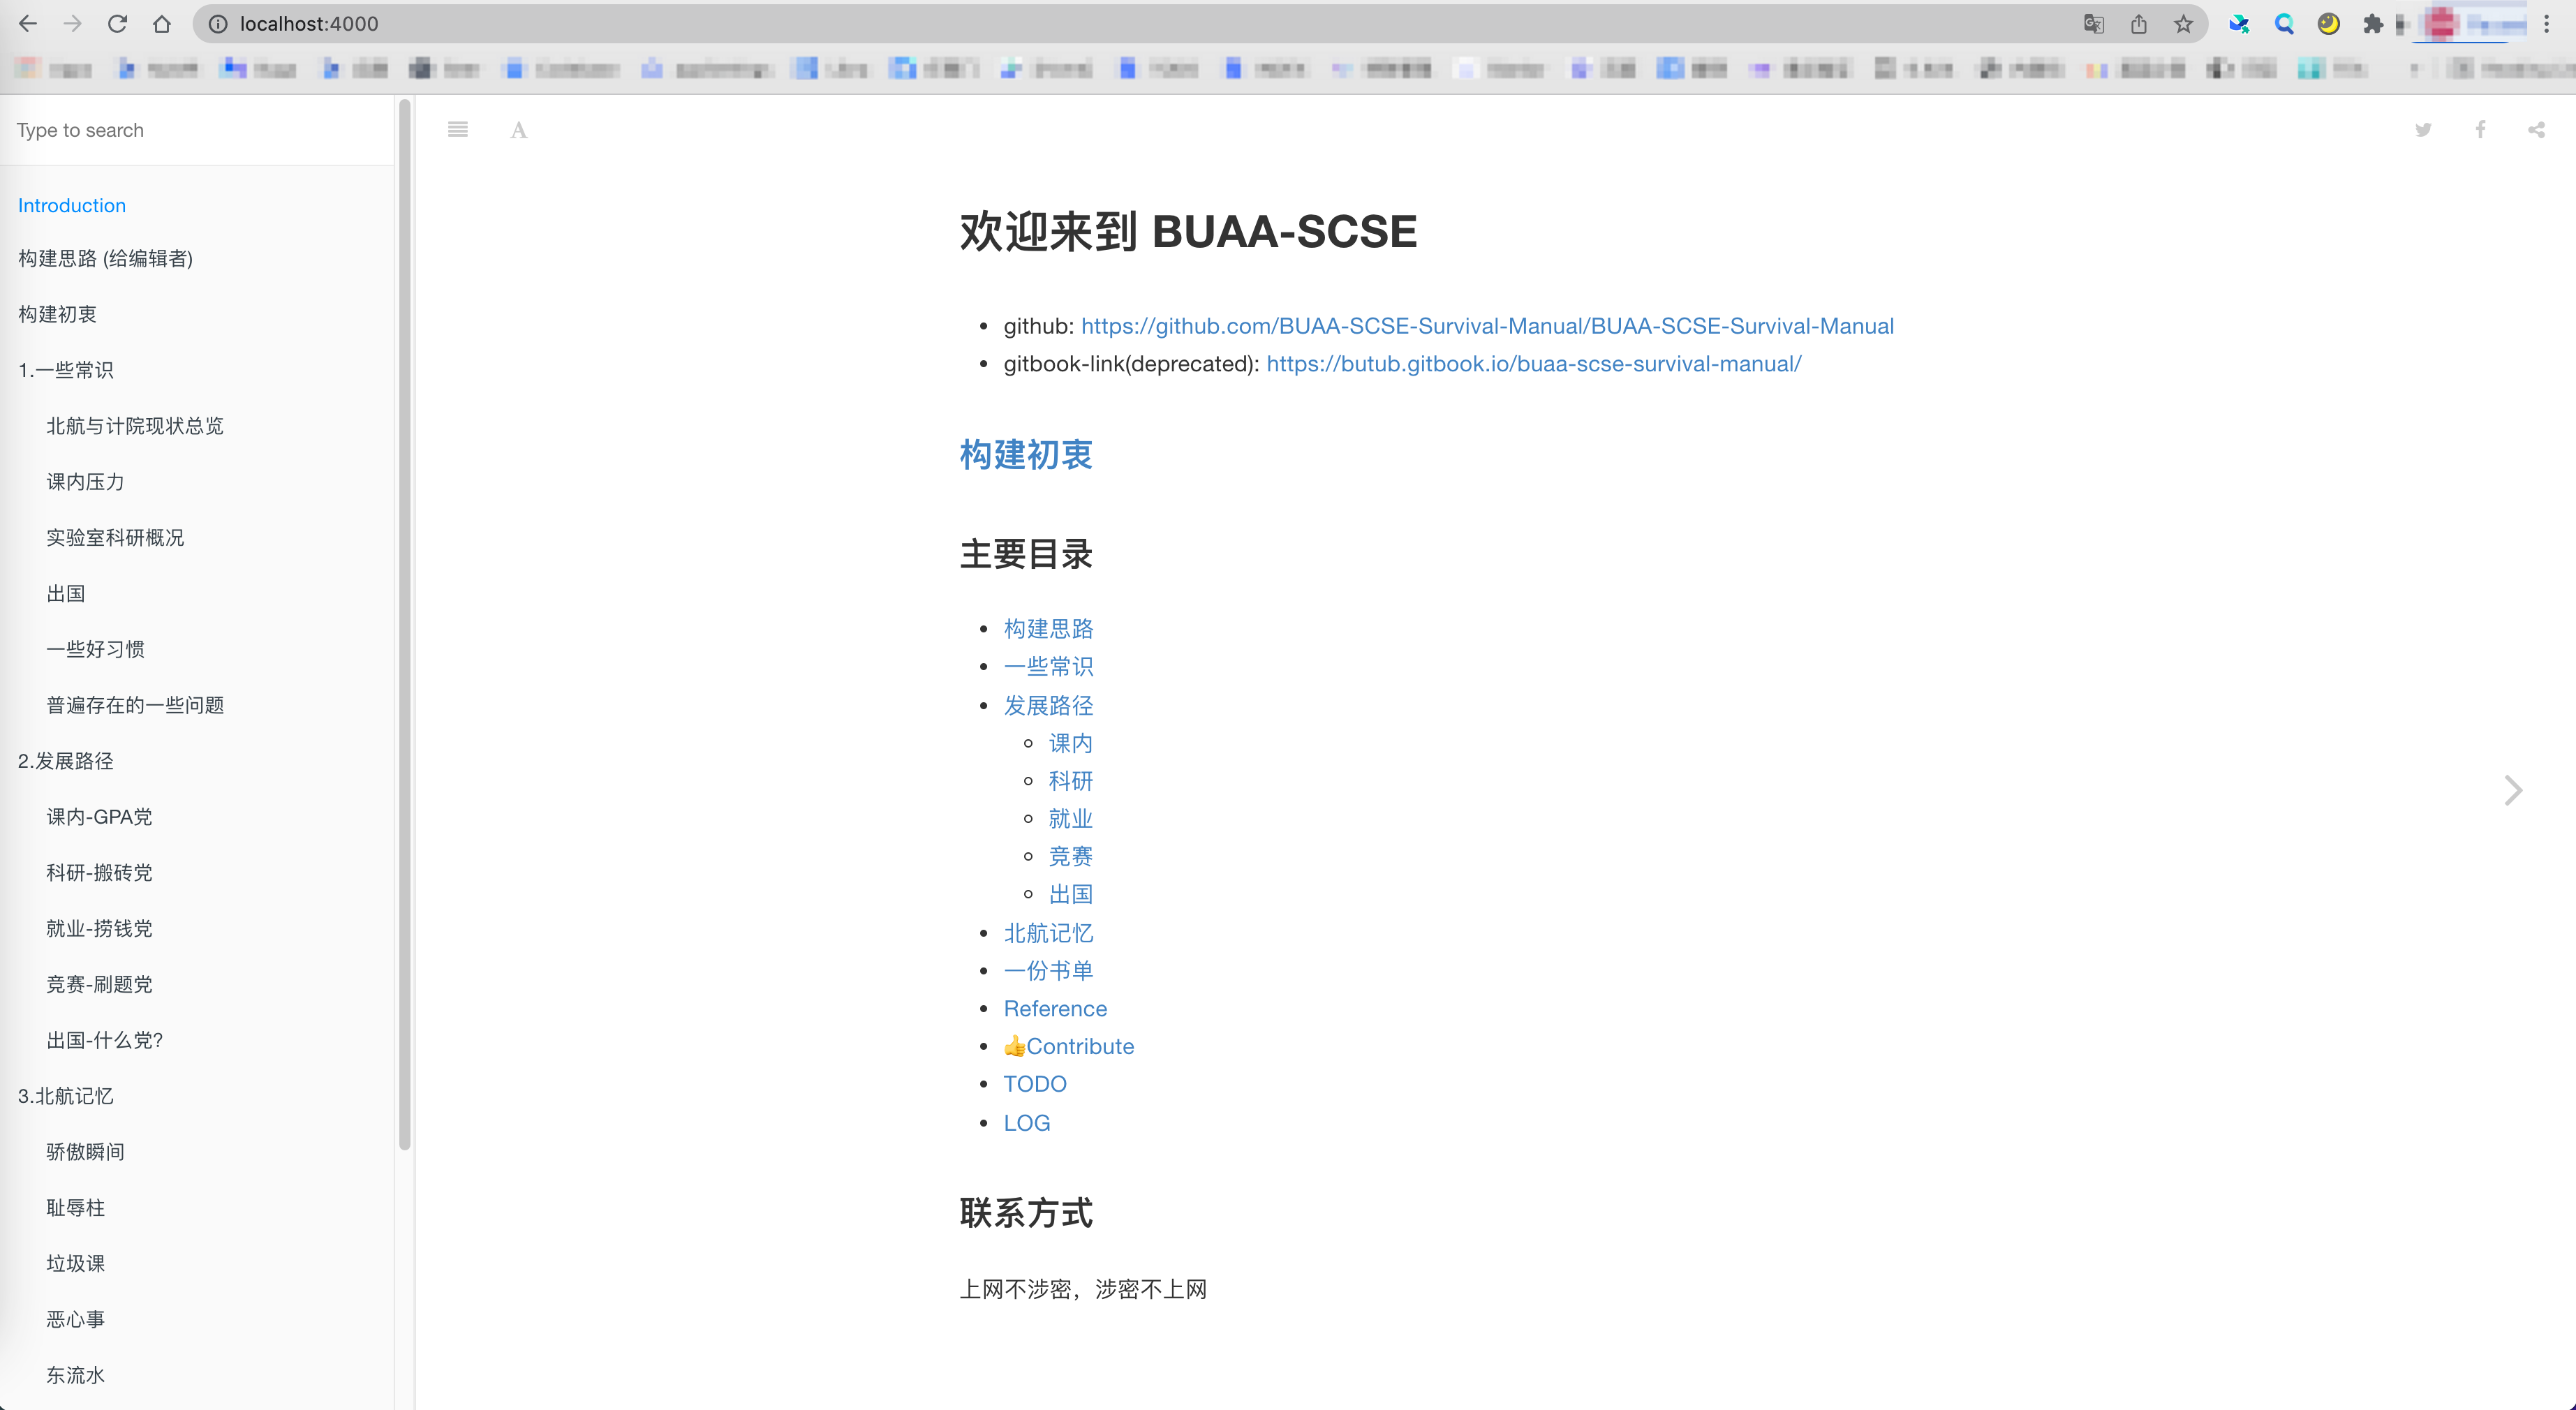 localhost:4000
Type to search
Introduction
构建思路 (给编辑者)
构建初衷
1.一些常识
北航与计院现状总览
课内压力
实验室科研概况
出国
一些好习惯
普遍存在的一些问题
2.发展路径
课内-GPA党
科研-搬砖党
就业-捞钱党
竞赛-刷题党
出国-什么党?
3.北航记忆
骄傲瞬间
耻辱柱
垃圾课
恶心事
东流水
A
欢迎来到 BUAA-SCSE
github: https://github.com/BUAA-SCSE-Survival-Manual/BUAA-SCSE-Survival-Manual
gitbook-link(deprecated): https://butub.gitbook.io/buaa-scse-survival-manual/
构建初衷
主要目录
构建思路
一些常识
发展路径
课内
科研
就业
竞赛
出国
北航记忆
一份书单
Reference
👍Contribute
TODO
LOG
联系方式
上网不涉密，涉密不上网